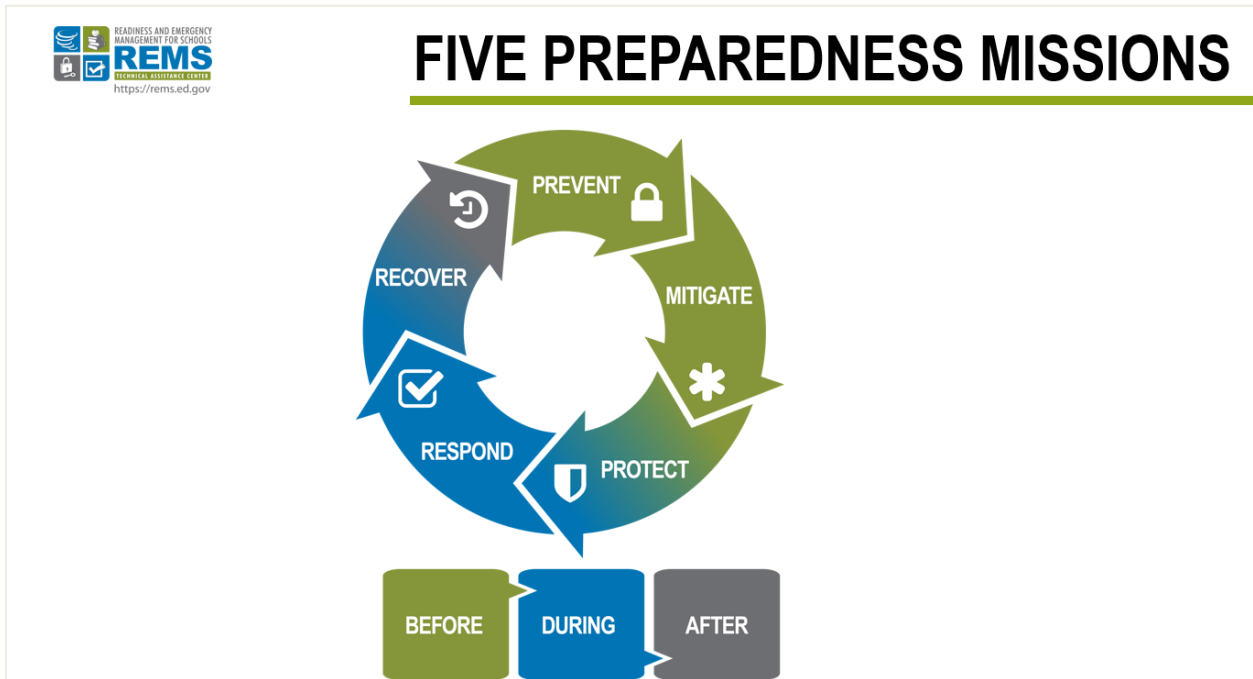 READINESS AND EMERGENCY
MANAGEMENT FOR SCHOOLS
REMS
TECHNICAL ASSISTANCE CENTER
https://rems.ed.gov
FIVE PREPAREDNESS MISSIONS
PREVENT
MITIGATE
PROTECT
RESPOND
RECOVER
BEFORE
DURING
AFTER